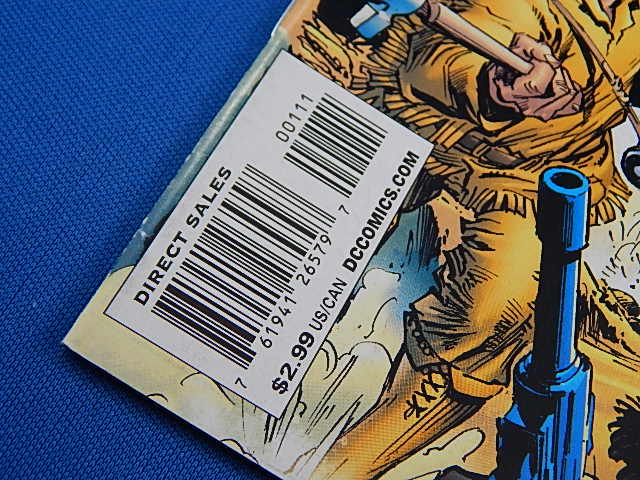 DIRECT SALES
00111
7 61941 26579 7
$2.99 US/CAN DCCOMICS.COM